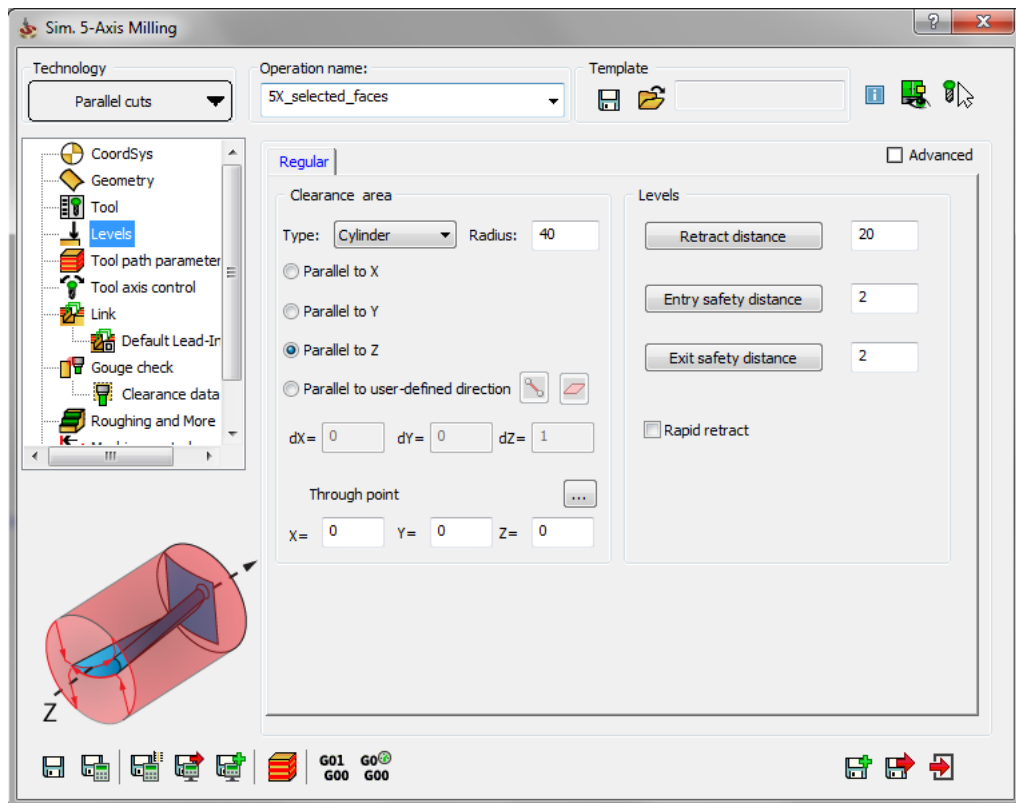 Sim. 5-Axis Milling
Technology
Operation name:
Template
Parallel cuts
5X_selected_faces
CoordSys
Geometry
Tool
Levels
Tool path parameter
Tool axis control
Link
Default Lead-In
Gouge check
Clearance data
Roughing and More
Regular
Advanced
Clearance area
Type: Cylinder Radius: 40
Parallel to X
Parallel to Y
Parallel to Z
Parallel to user-defined direction
dX= 0 dY= 0 dZ= 1
Through point ...
X= 0 Y= 0 Z= 0
Levels
Retract distance 20
Entry safety distance 2
Exit safety distance 2
Rapid retract
Z
G01 G0
G00 G00